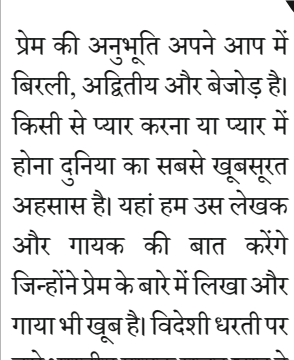 प्रेम की अनुभूति अपने आप में
बिरली, अद्वितीय और बेजोड़ है।
किसी से प्यार करना या प्यार में
होना दुनिया का सबसे खूबसूरत
अहसास है। यहां हम उस लेखक
और गायक की बात करेंगे
जिन्होंने प्रेम के बारे में लिखा और
गाया भी खूब है। विदेशी धरती पर